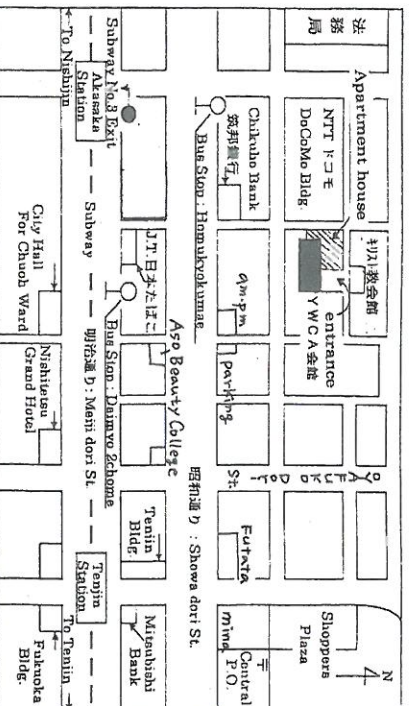 法務局
Apartment house
NTT ドコモ
DoCoMo Bldg.
キリスト教会館
entrance
YWCA会館
Shoppers
Plaza
N
Chikuho Bank
筑邦銀行
am.pm
parking
OYAFUKO DORI
St.
Futata
mina
〒
Central
P.O.
Bus Stop : Homukyokumae
昭和通り : Showa dori St.
Subway No.3 Exit
J.T.日本たばこ
Aso Beauty College
Tenjin
Bldg.
Mitsubishi
Bank
Akasaka
Station
Subway
Bus Stop : Daimyo 2chome
明治通り : Meiji dori St.
Tenjin
Station
To Nishijin
To Tenjin
City Hall
For Chuoh Ward
Nishitetsu
Grand Hotel
Fukuoka
Bldg.